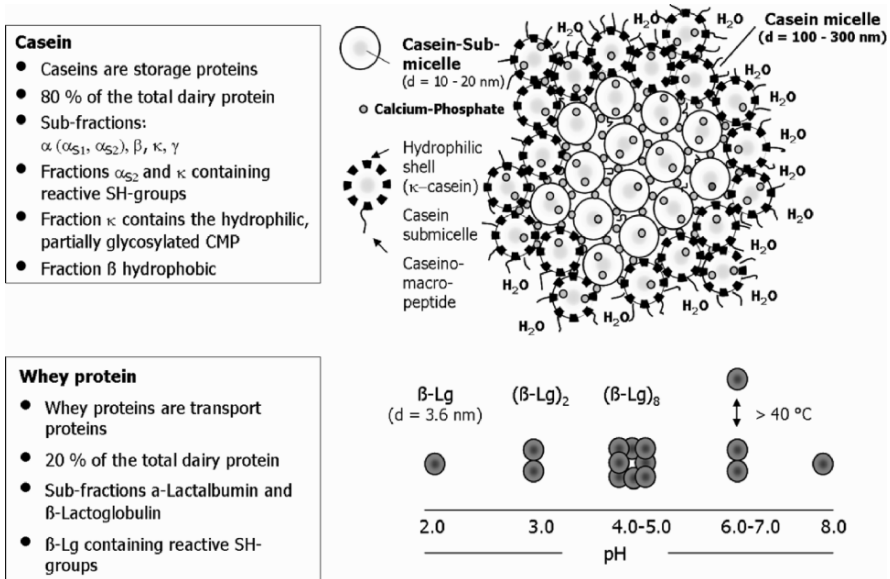 Casein
• Caseins are storage proteins
• 80 % of the total dairy protein
• Sub-fractions:
α (αS1, αS2), β, κ, γ
• Fractions αS2 and κ containing
reactive SH-groups
• Fraction κ contains the hydrophilic,
partially glycosylated CMP
• Fraction ß hydrophobic
Casein-Sub-
micelle
(d = 10 - 20 nm)
Calcium-Phosphate
Hydrophilic
shell
(κ–casein)
Casein
submicelle
Caseino-
macro-
peptide
Casein micelle
(d = 100 - 300 nm)
H2O
H2O
H2O
H2O
H2O
H2O
H2O
H2O
H2O
H2O
H2O
H2O
Whey protein
• Whey proteins are transport
proteins
• 20 % of the total dairy protein
• Sub-fractions a-Lactalbumin and
ß-Lactoglobulin
• ß-Lg containing reactive SH-
groups
ß-Lg
(d = 3.6 nm)
(ß-Lg)2
(ß-Lg)8
> 40 °C
2.0 3.0 4.0-5.0 6.0-7.0 8.0
pH